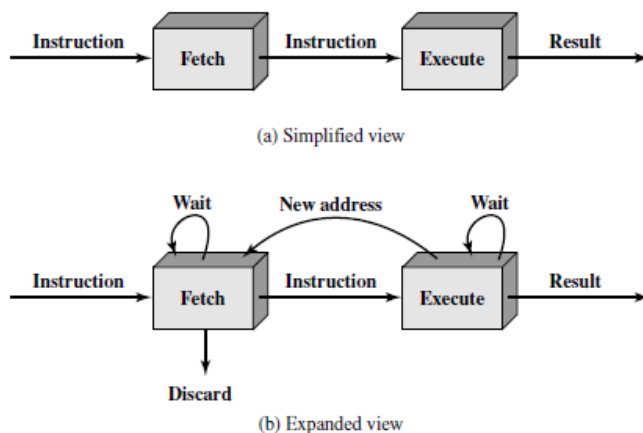 Instruction Instruction Result
Fetch Execute
(a) Simplified view
Wait New address Wait
Instruction Instruction Result
Fetch Execute
Discard
(b) Expanded view